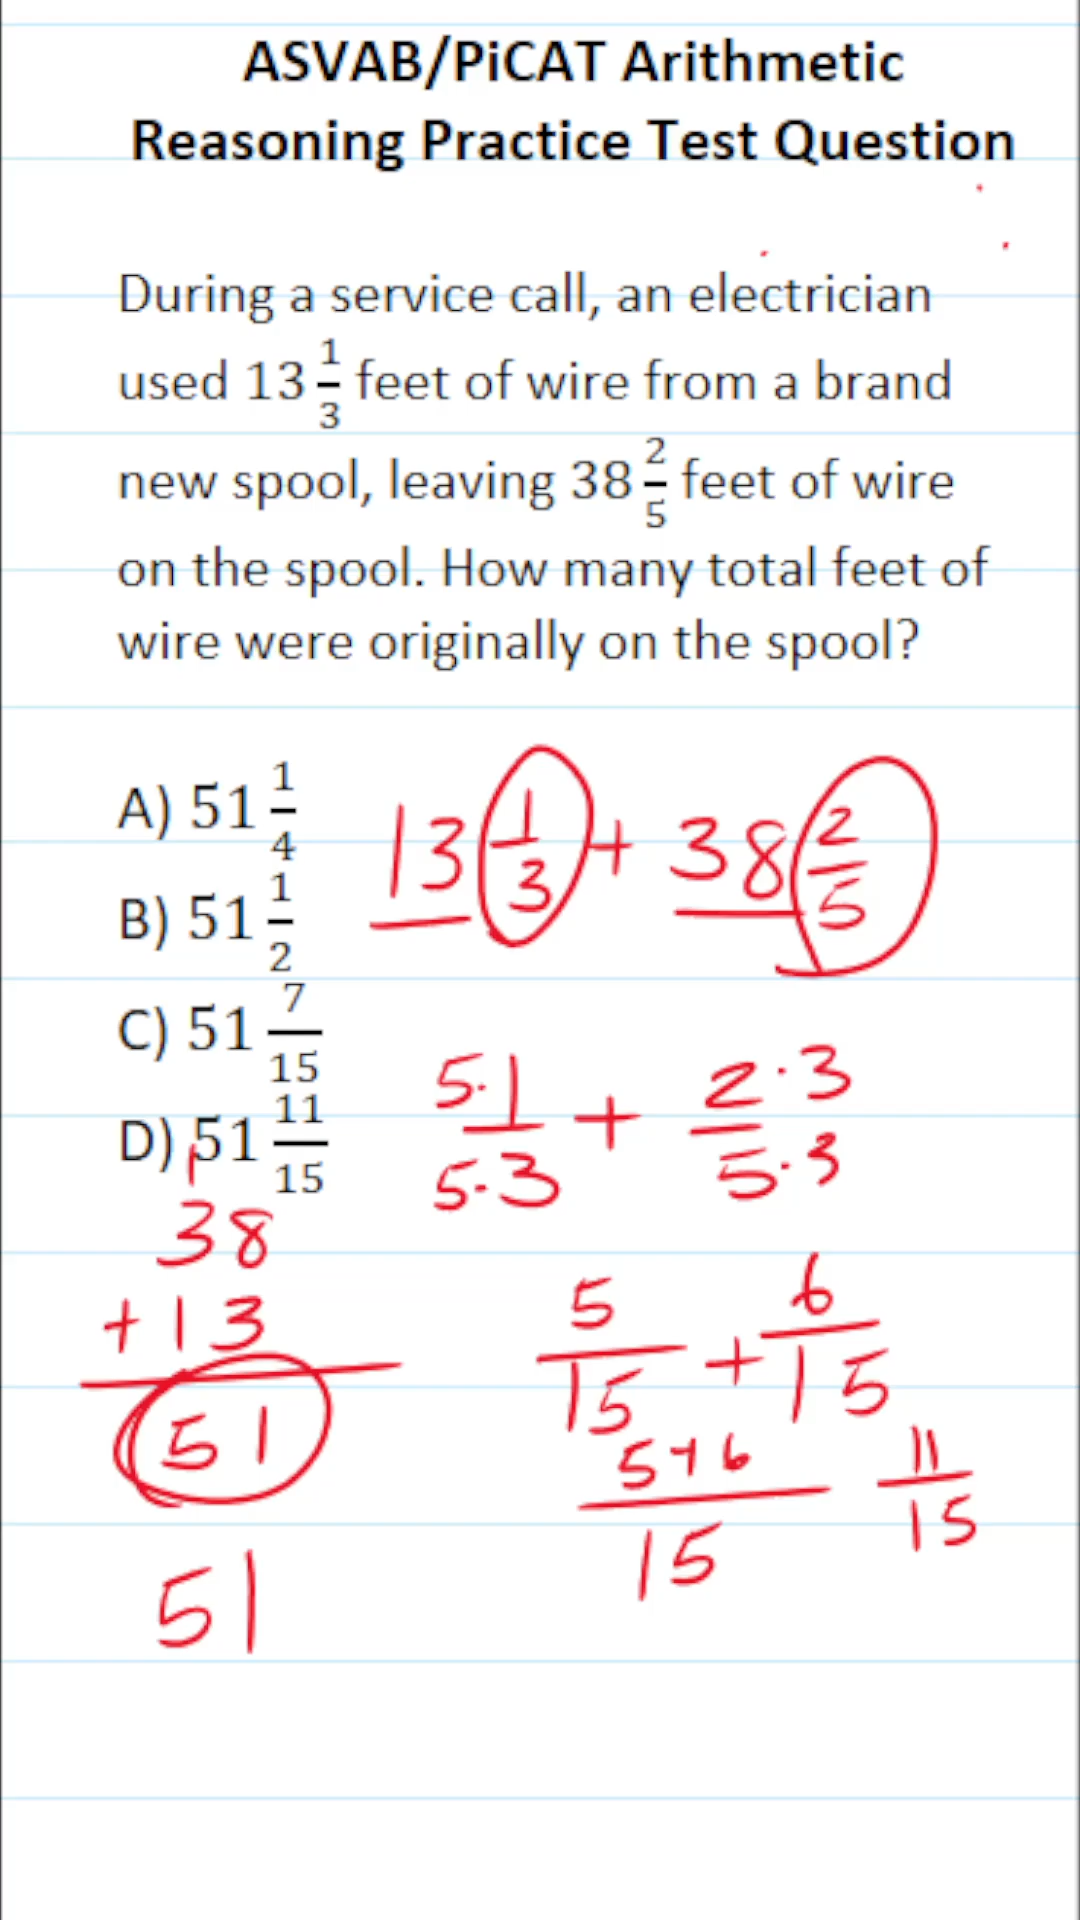 ASVAB/PiCAT Arithmetic
Reasoning Practice Test Question
During a service call, an electrician
used 13 1/3 feet of wire from a brand
new spool, leaving 38 2/5 feet of wire
on the spool. How many total feet of
wire were originally on the spool?
A) 51 1/4
B) 51 1/2
C) 51 7/15
D) 51 11/15
13 1/3 + 38 2/5
5·1/5·3 + 2·3/5·3
1
38
+13
51
51
5/15 + 6/15
5+6/15 11/15